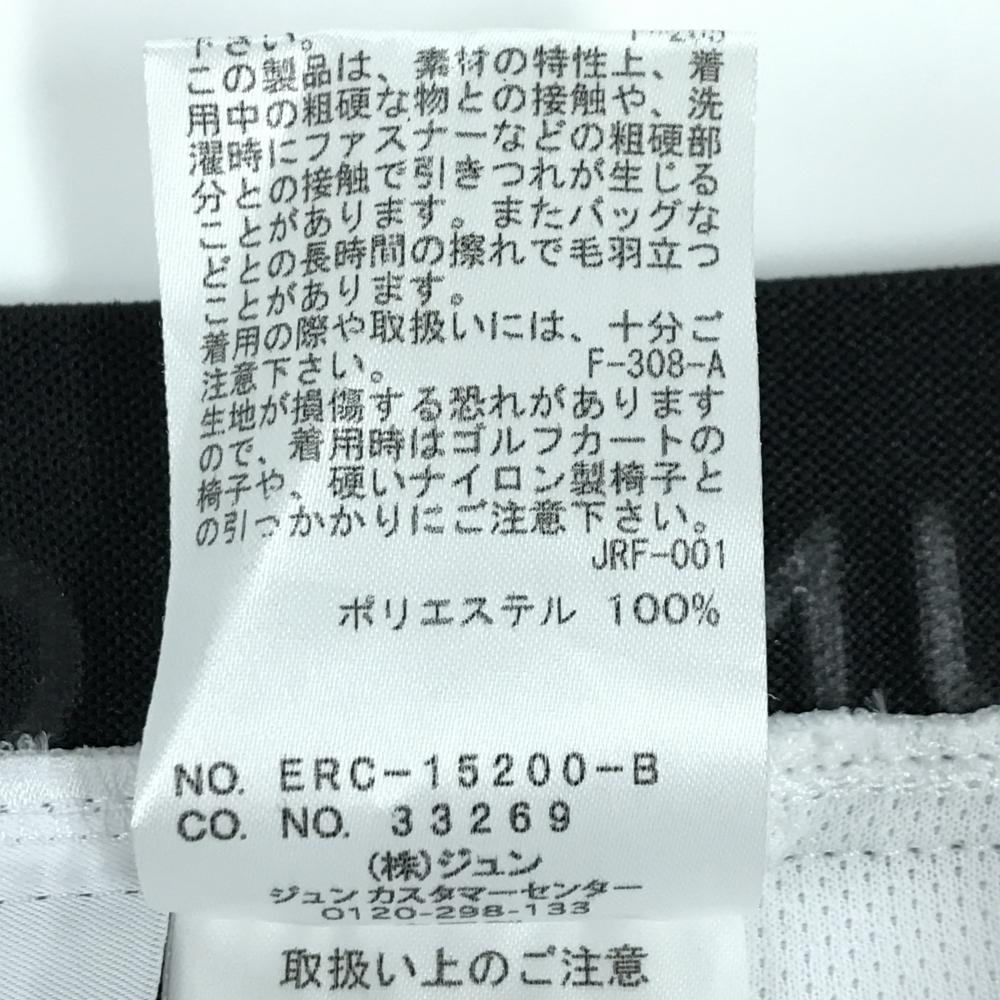 下さい。
この製品は、素材の特性上、着
用中の粗硬な物との接触や、洗
濯時にファスナーなどの粗硬部
分との接触で引きつれが生じる
ことがあります。またバッグな
どとの長時間の擦れで毛羽立つ
ことがあります。
着用の際や取扱いには、十分ご
注意下さい。 F-308-A
生地が損傷する恐れがあります
ので、着用時はゴルフカートの
椅子や、硬いナイロン製椅子と
の引っかかりにご注意下さい。
JRF-001
ポリエステル 100%
NO. ERC-15200-B
CO. NO. 33269
(株)ジュン
ジュン カスタマーセンター
0120-298-133
取扱い上のご注意